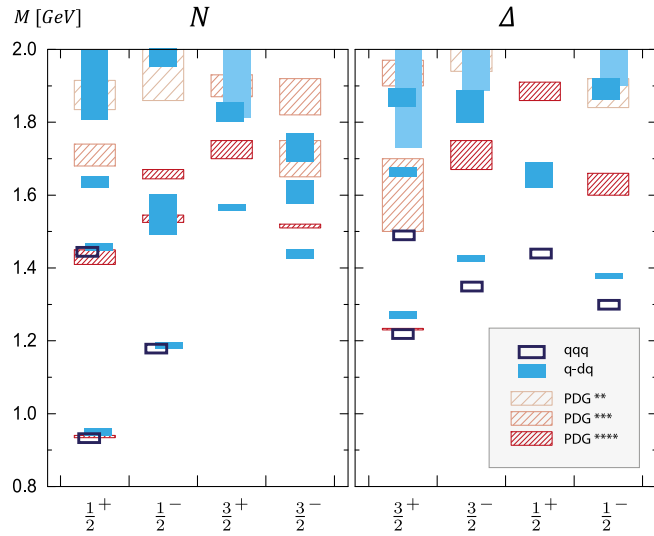 M [GeV] N Δ
2.0
1.8
1.6
1.4
1.2
1.0
0.8
qqq
q-dq
PDG **
PDG ***
PDG ****
1/2+ 1/2− 3/2+ 3/2− 3/2+ 3/2− 1/2+ 1/2−